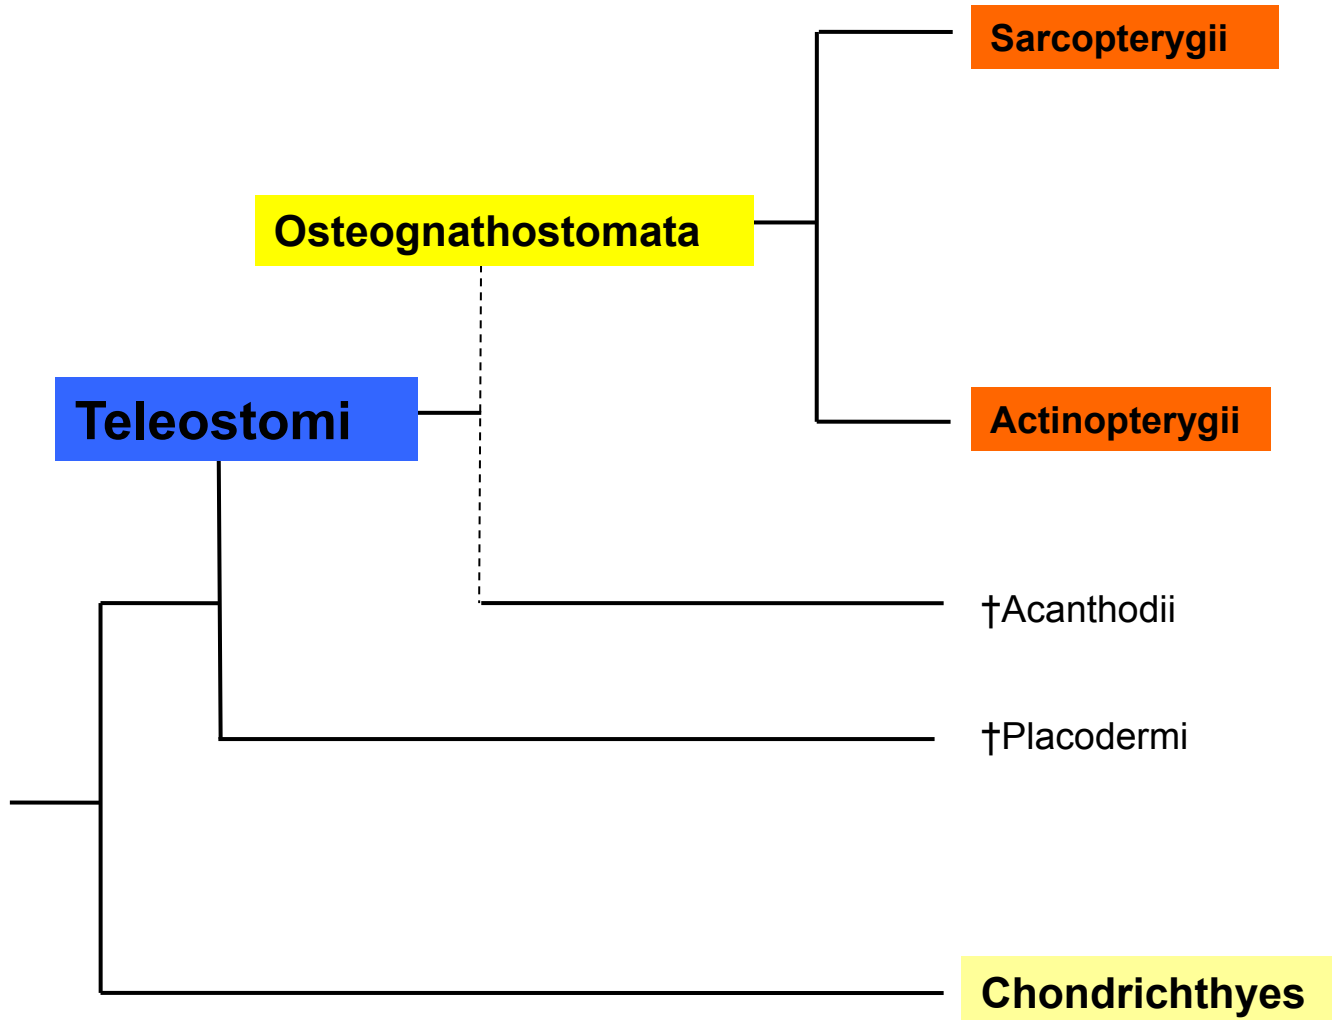 Sarcopterygii
Osteognathostomata
Teleostomi
Actinopterygii
†Acanthodii
†Placodermi
Chondrichthyes